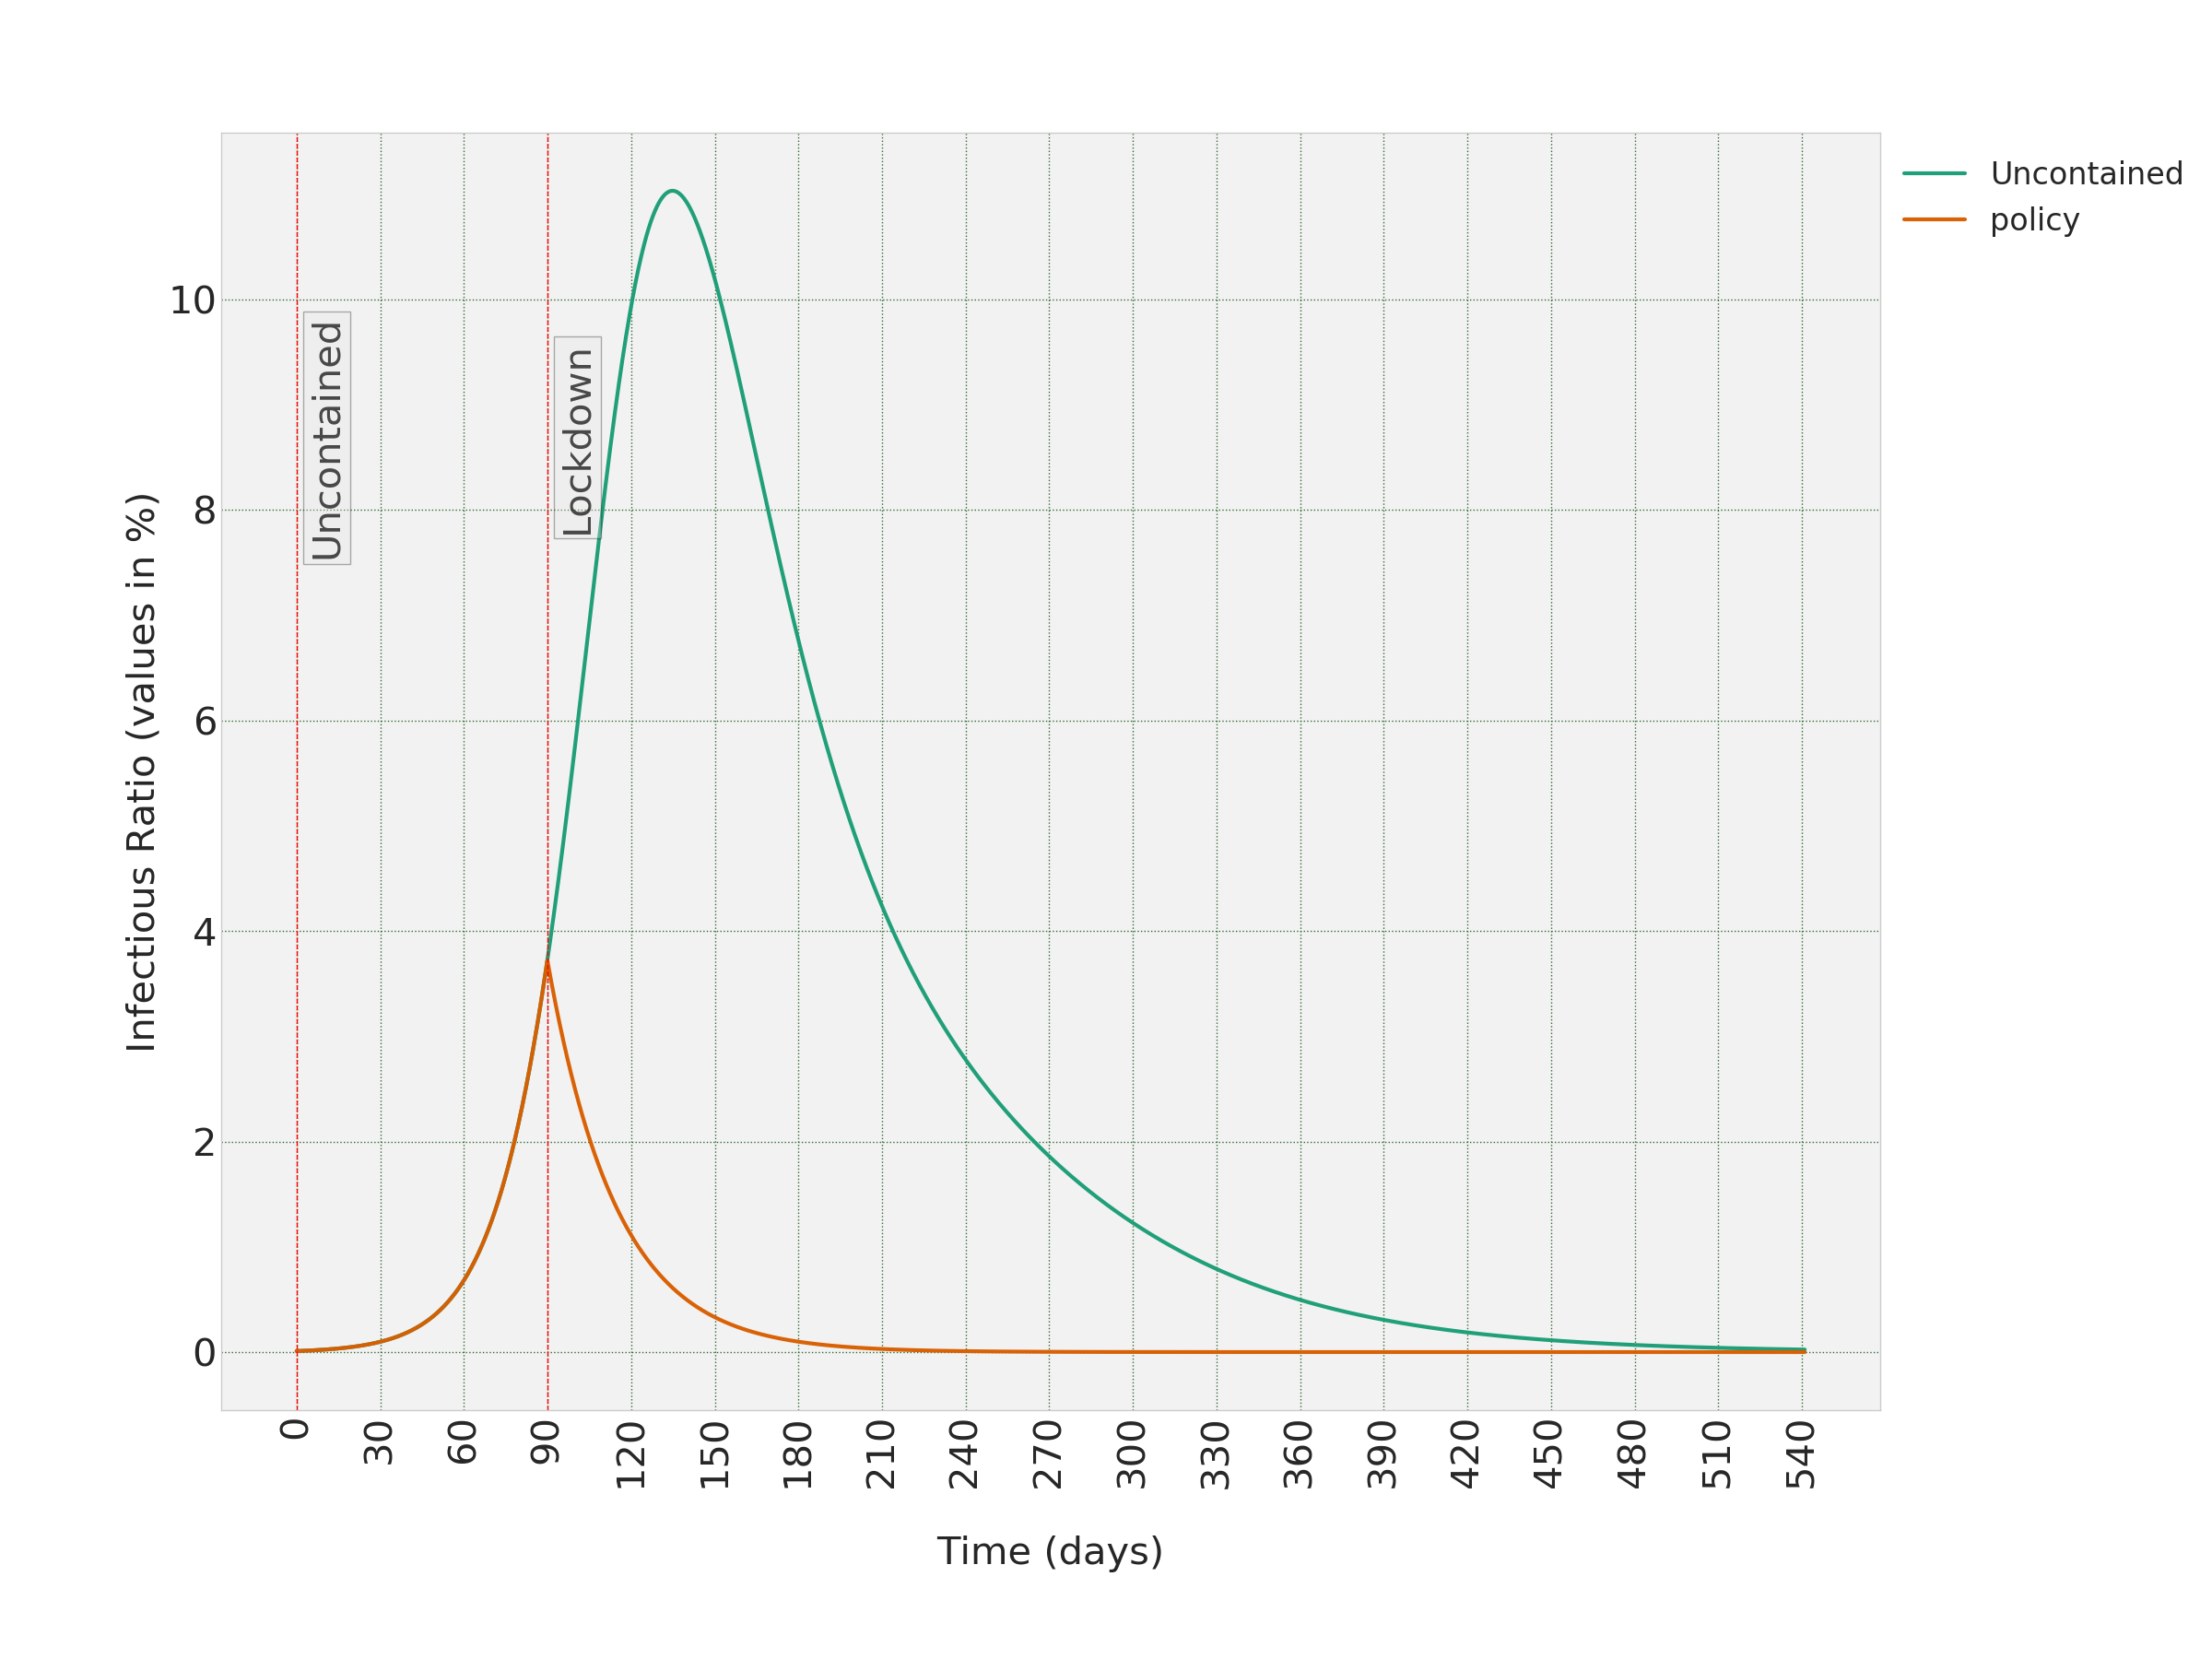 Uncontained
policy
Uncontained
Lockdown
Infectious Ratio (values in %)
10
8
6
4
2
0
0 30 60 90 120 150 180 210 240 270 300 330 360 390 420 450 480 510 540
Time (days)